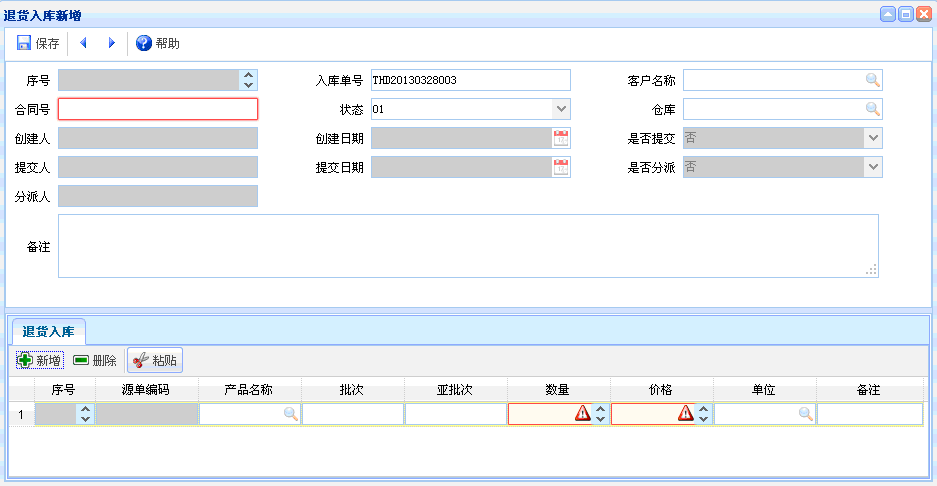 退货入库新增
保存 帮助
序号 入库单号 THD20130328003 客户名称
合同号 状态 01 仓库
创建人 创建日期 是否提交 否
提交人 提交日期 是否分派 否
分派人
备注
退货入库
新增 删除 粘贴
序号 源单编码 产品名称 批次 亚批次 数量 价格 单位 备注
1